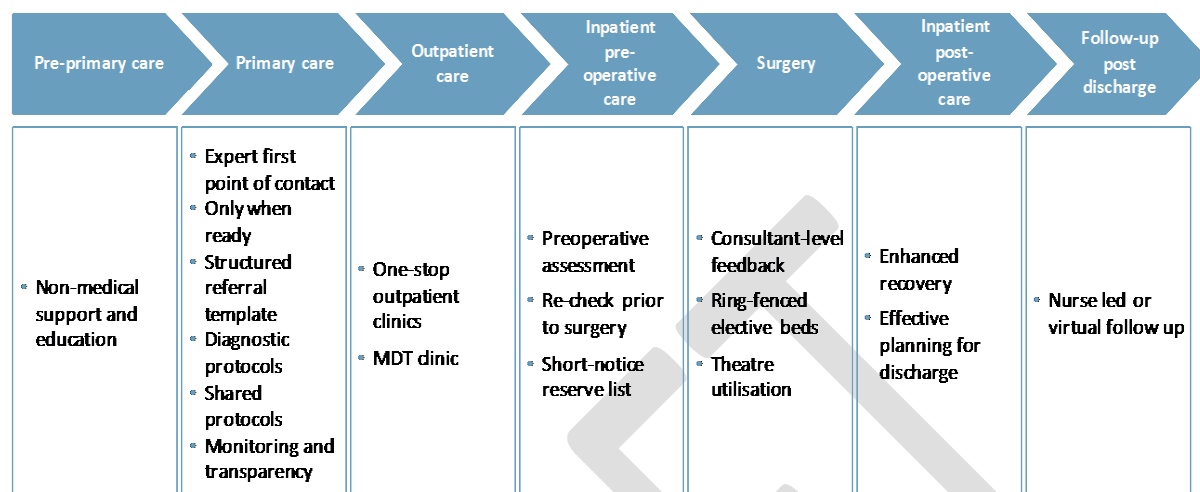 Pre-primary care
Primary care
Outpatient
care
Inpatient
pre-
operative
care
Surgery
Inpatient
post-
operative
care
Follow-up
post
discharge
Non-medical
support and
education
Expert first
point of contact
Only when
ready
Structured
referral
template
Diagnostic
protocols
Shared
protocols
Monitoring and
transparency
One-stop
outpatient
clinics
MDT clinic
Preoperative
assessment
Re-check prior
to surgery
Short-notice
reserve list
Consultant-level
feedback
Ring-fenced
elective beds
Theatre
utilisation
Enhanced
recovery
Effective
planning for
discharge
Nurse led or
virtual follow up